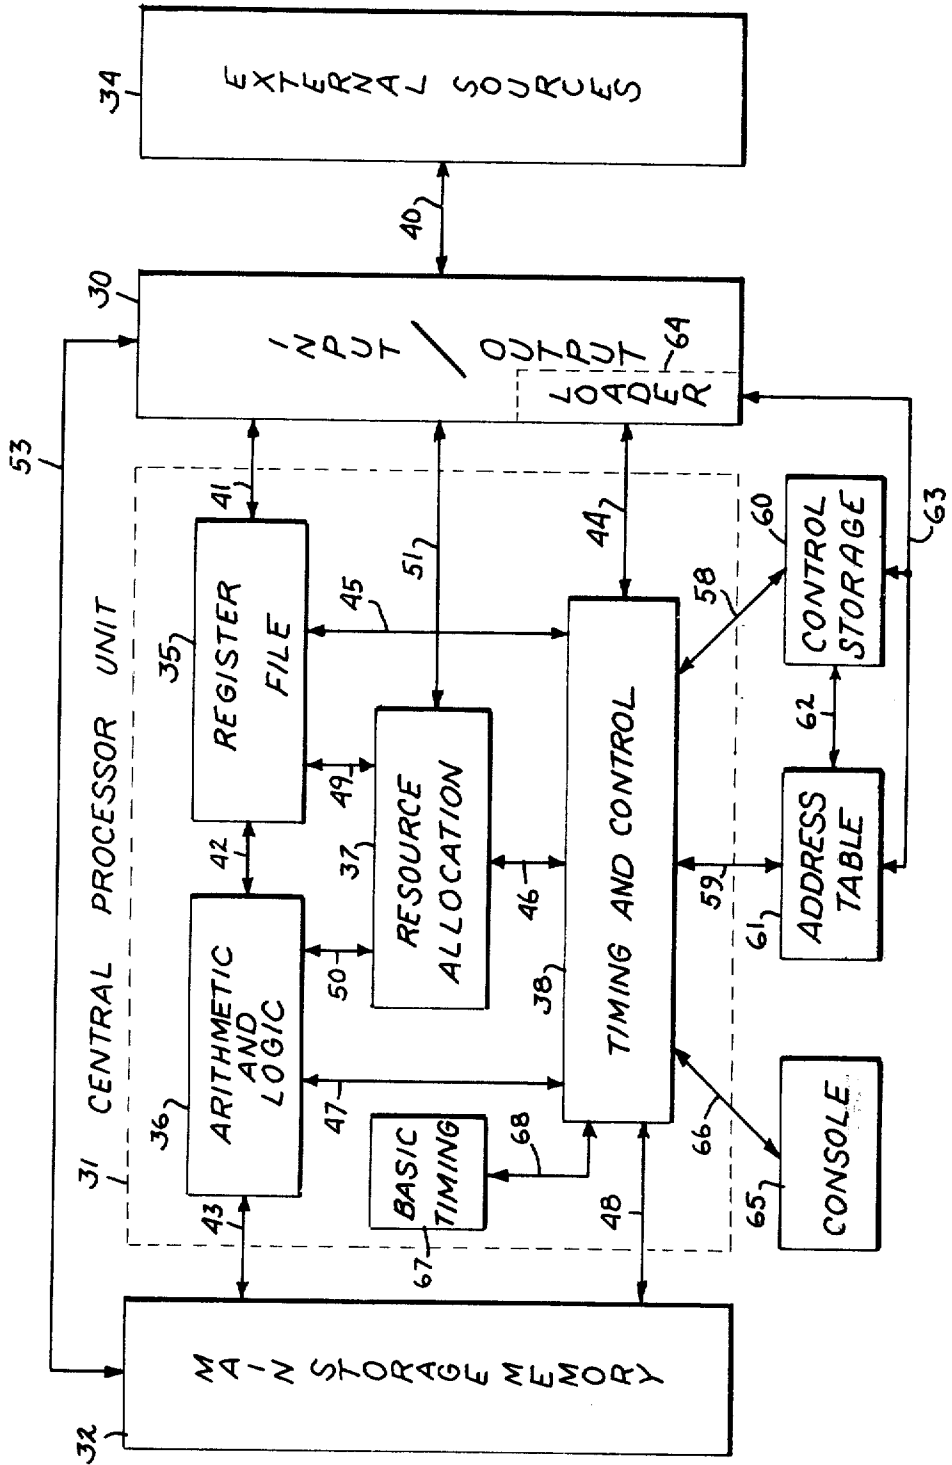 53
CENTRAL PROCESSOR UNIT
31
32
MAIN STORAGE MEMORY
43
36
ARITHMETIC
AND
LOGIC
42
35
REGISTER
FILE
41
30
INPUT / OUTPUT
LOADER
64
40
34
EXTERNAL SOURCES
47
50
49
45
51
67
BASIC
TIMING
68
37
RESOURCE
ALLOCATION
46
48
38
TIMING AND CONTROL
44
66
59
58
65
CONSOLE
61
ADDRESS
TABLE
62
60
CONTROL
STORAGE
63